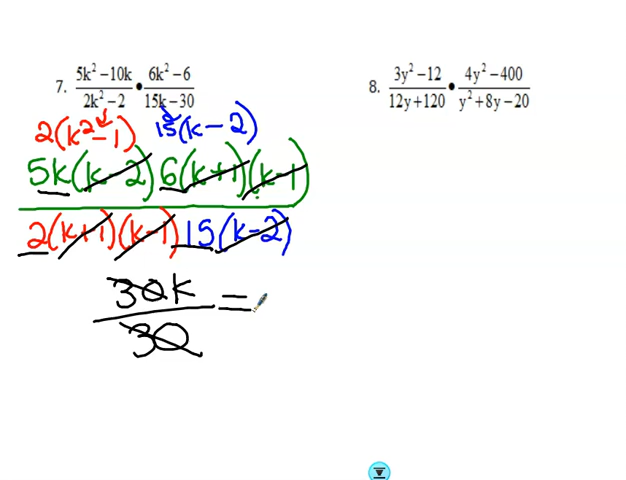 7. (5k² −10k)/(2k² −2) • (6k² −6)/(15k −30)
2(k² − 1) 15(k − 2)
5k(k − 2) 6(k+1)(k−1)
2(k+1)(k−1) 15(k−2)
30k =
30
8. (3y² −12)/(12y +120) • (4y² −400)/(y² +8y −20)